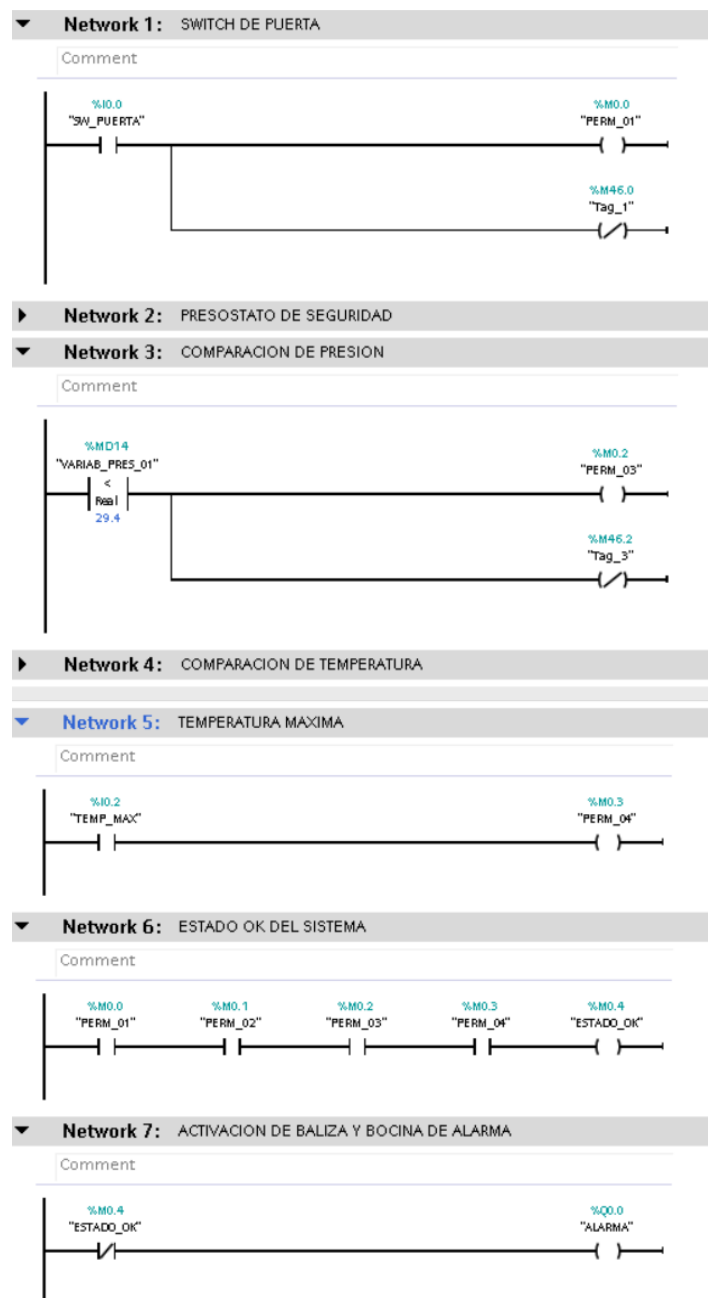 Network 1: SWITCH DE PUERTA
Comment
%I0.0 %M0.0
"SW_PUERTA" "PERM_01"
%M46.0
"Tag_1"
Network 2: PRESOSTATO DE SEGURIDAD
Network 3: COMPARACION DE PRESION
Comment
%MD14 %M0.2
"VARIAB_PRES_01" "PERM_03"
<
Real
29.4
%M46.2
"Tag_3"
Network 4: COMPARACION DE TEMPERATURA
Network 5: TEMPERATURA MAXIMA
Comment
%I0.2 %M0.3
"TEMP_MAX" "PERM_04"
Network 6: ESTADO OK DEL SISTEMA
Comment
%M0.0 %M0.1 %M0.2 %M0.3 %M0.4
"PERM_01" "PERM_02" "PERM_03" "PERM_04" "ESTADO_OK"
Network 7: ACTIVACION DE BALIZA Y BOCINA DE ALARMA
Comment
%M0.4 %Q0.0
"ESTADO_OK" "ALARMA"